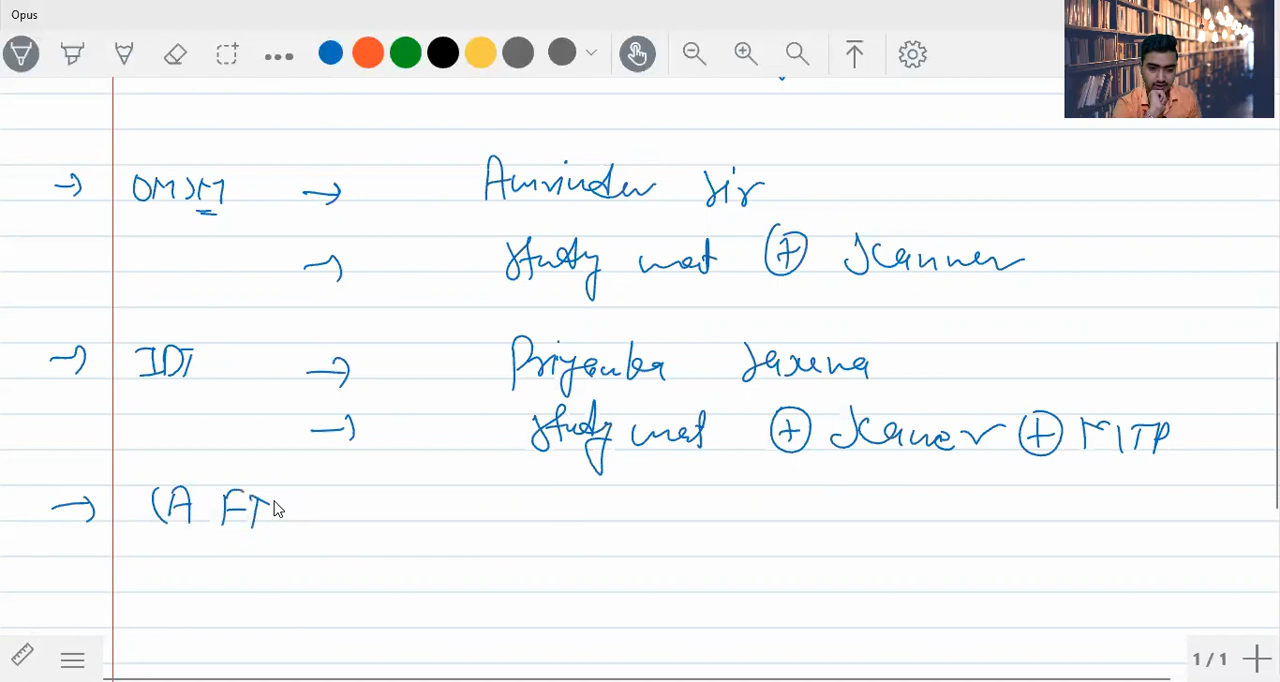 Opus
→ OMSM → Amrinder Sir
→ Study mat ⊕ Scanner
→ IDT → Priyanka Saxena
→ Study mat ⊕ Scanner ⊕ MTP
→ CA FT
1 / 1